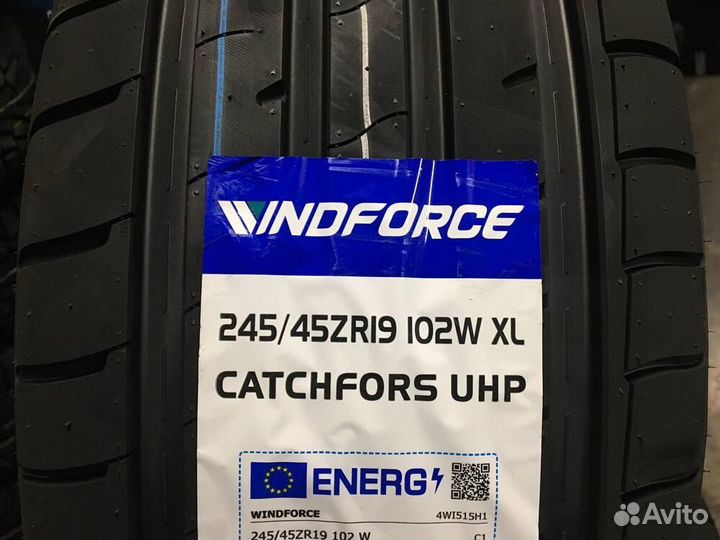 WINDFORCE
245/45ZR19 102W XL
CATCHFORS UHP
ENERG
WINDFORCE 4WI515H1
245/45ZR19 102 W C1
Avito